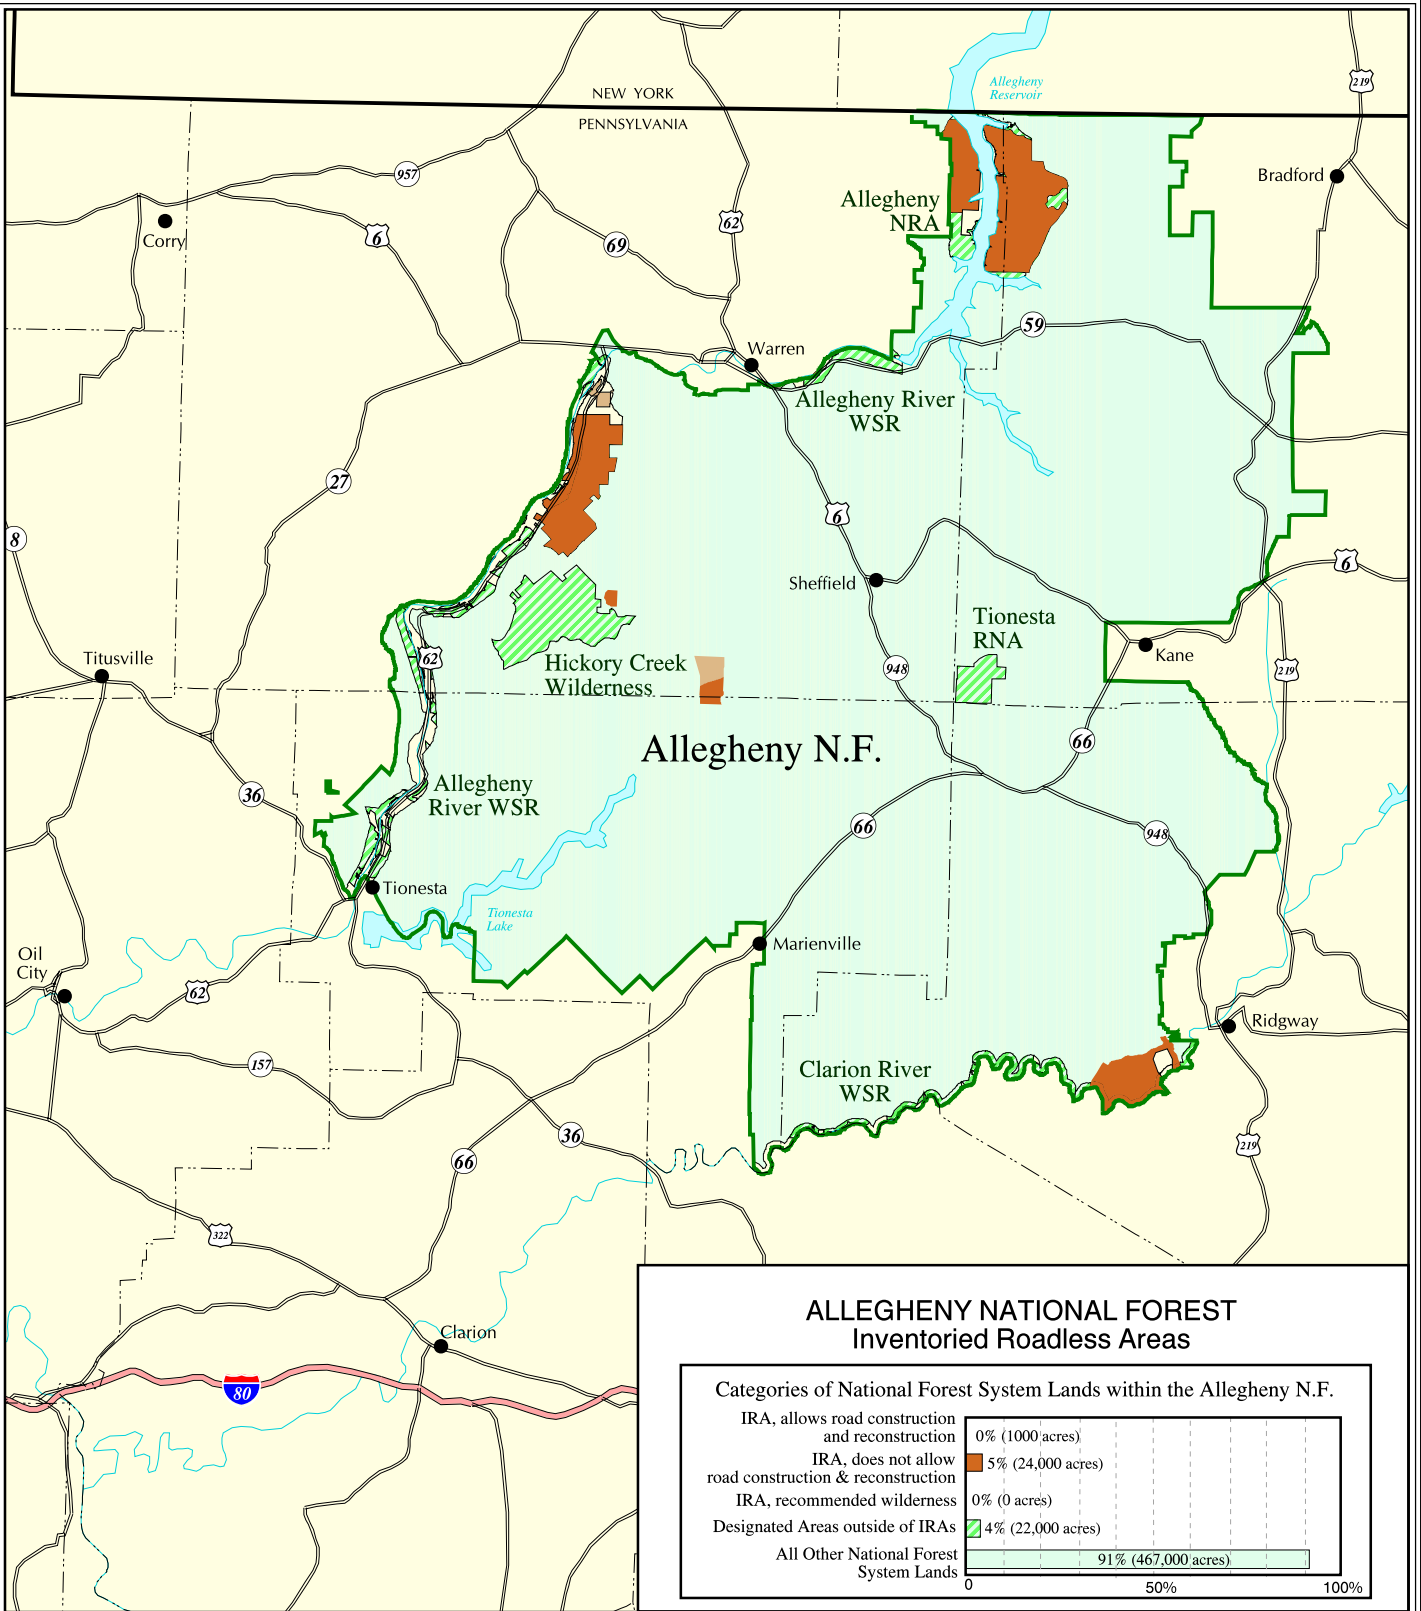 Allegheny
Reservoir
219
NEW YORK
PENNSYLVANIA
957
Bradford
Allegheny
NRA
62
Corry
6
69
59
Warren
Allegheny River
WSR
27
6
8
6
Sheffield
Tionesta
RNA
Kane
Titusville
62
Hickory Creek
Wilderness
948
219
66
Allegheny N.F.
36
Allegheny
River WSR
66
948
Tionesta
Tionesta
Lake
Marienville
Oil
City
62
Ridgway
157
Clarion River
WSR
36
66
219
322
Clarion
80
ALLEGHENY NATIONAL FOREST
Inventoried Roadless Areas
Categories of National Forest System Lands within the Allegheny N.F.
IRA, allows road construction
and reconstruction
0% (1000 acres)
IRA, does not allow
road construction & reconstruction
5% (24,000 acres)
IRA, recommended wilderness
0% (0 acres)
Designated Areas outside of IRAs
4% (22,000 acres)
All Other National Forest
System Lands
91% (467,000 acres)
0 50% 100%